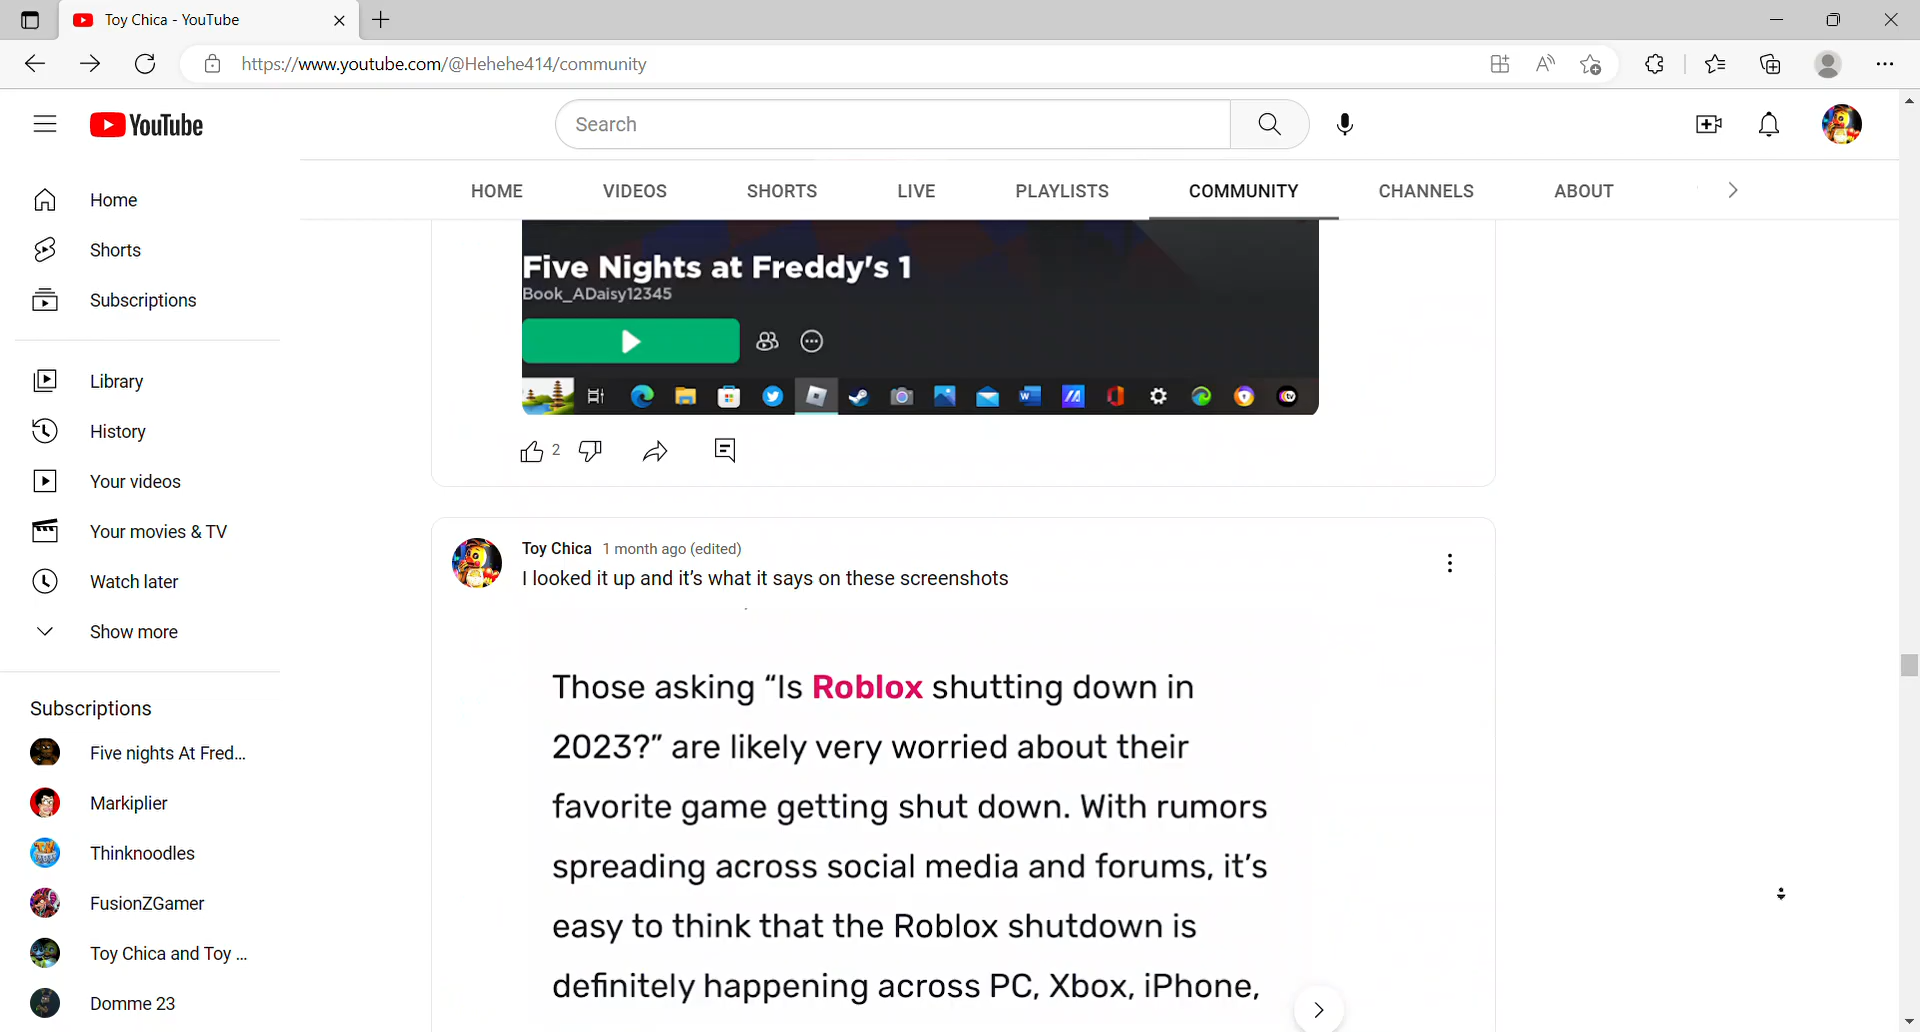 Toy Chica - YouTube
https://www.youtube.com/@Hehehe414/community
YouTube
Search
HOME VIDEOS SHORTS LIVE PLAYLISTS COMMUNITY CHANNELS ABOUT
Home
Shorts
Subscriptions
Library
History
Your videos
Your movies & TV
Watch later
Show more
Subscriptions
Five nights At Fred...
Markiplier
Thinknoodles
FusionZGamer
Toy Chica and Toy ...
Domme 23
Five Nights at Freddy's 1
Book_ADaisy12345
2
Toy Chica 1 month ago (edited)
I looked it up and it’s what it says on these screenshots
Those asking “Is Roblox shutting down in
2023?” are likely very worried about their
favorite game getting shut down. With rumors
spreading across social media and forums, it’s
easy to think that the Roblox shutdown is
definitely happening across PC, Xbox, iPhone,